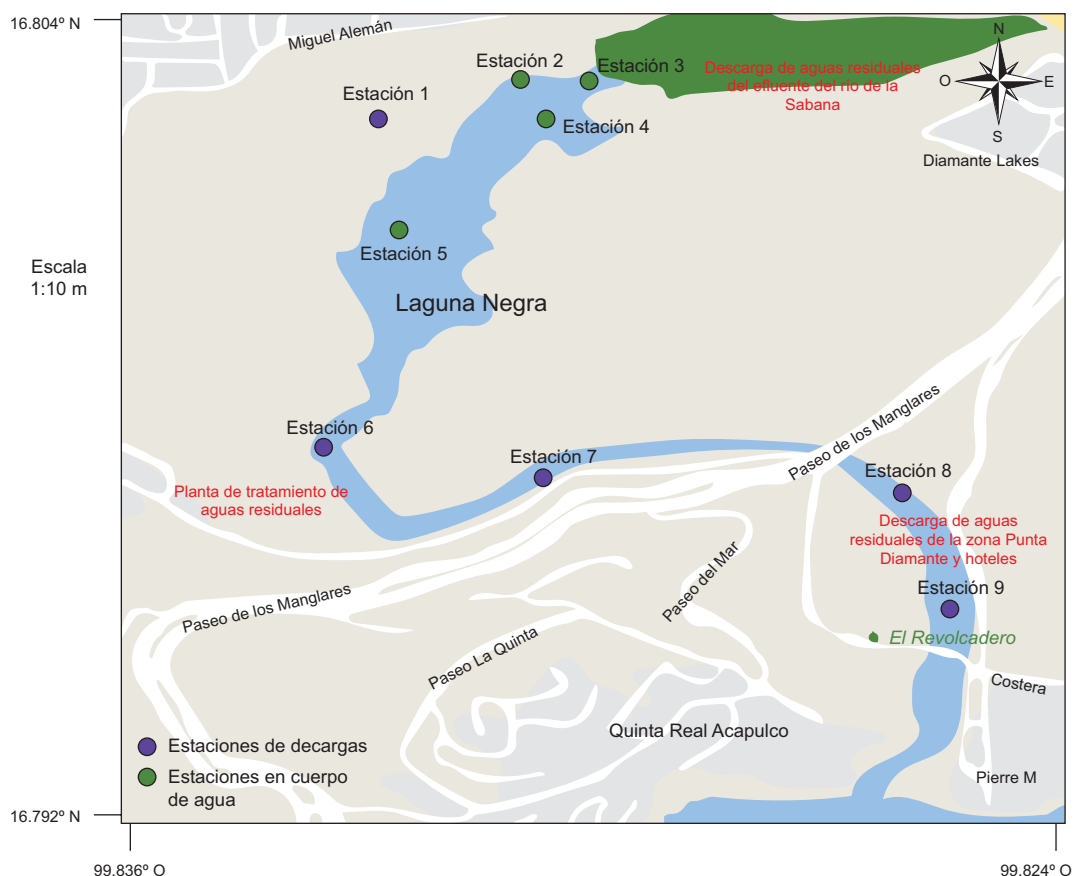 16.804º N
Miguel Alemán
N
Estación 2
Estación 3
Descarga de aguas residuales
del efluente del río de la
Sabana
O
E
Estación 1
Estación 4
S
Diamante Lakes
Estación 5
Escala
1:10 m
Laguna Negra
Paseo de los Manglares
Estación 6
Estación 7
Estación 8
Planta de tratamiento de
aguas residuales
Descarga de aguas
residuales de la zona Punta
Diamante y hoteles
Paseo del Mar
Estación 9
Paseo de los Manglares
El Revolcadero
Paseo La Quinta
Costera
Quinta Real Acapulco
Estaciones de decargas
Estaciones en cuerpo
de agua
Pierre M
16.792º N
99.836º O
99.824º O